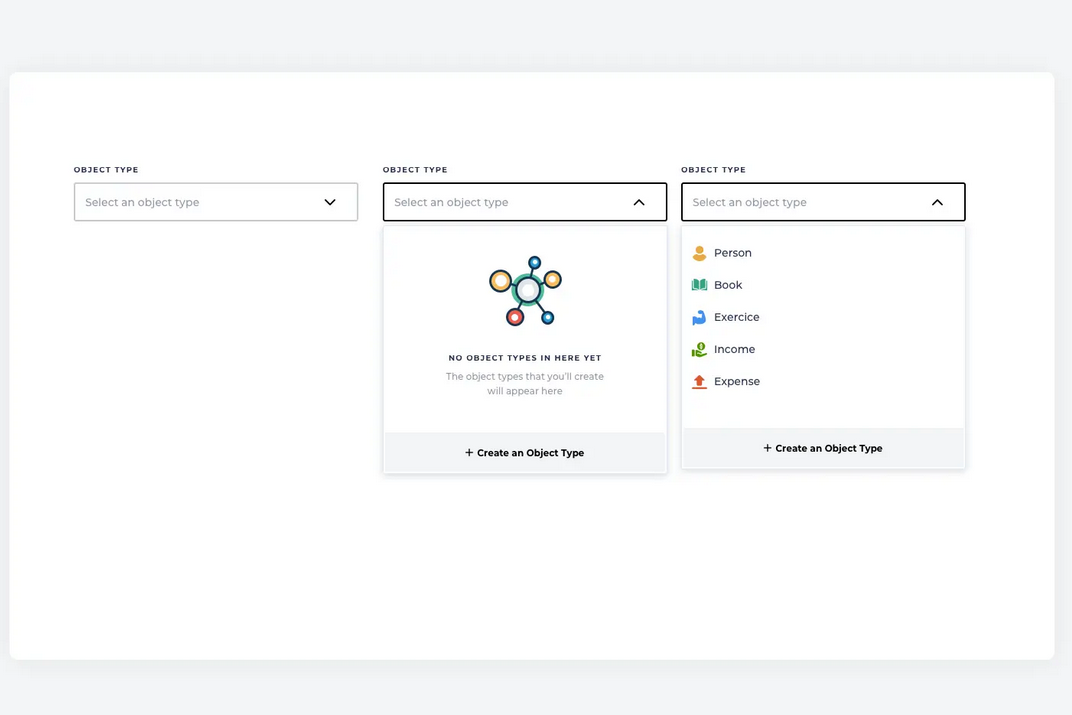 OBJECT TYPE
Select an object type
OBJECT TYPE
Select an object type
NO OBJECT TYPES IN HERE YET
The object types that you'll create
will appear here
+ Create an Object Type
OBJECT TYPE
Select an object type
Person
Book
Exercice
Income
Expense
+ Create an Object Type